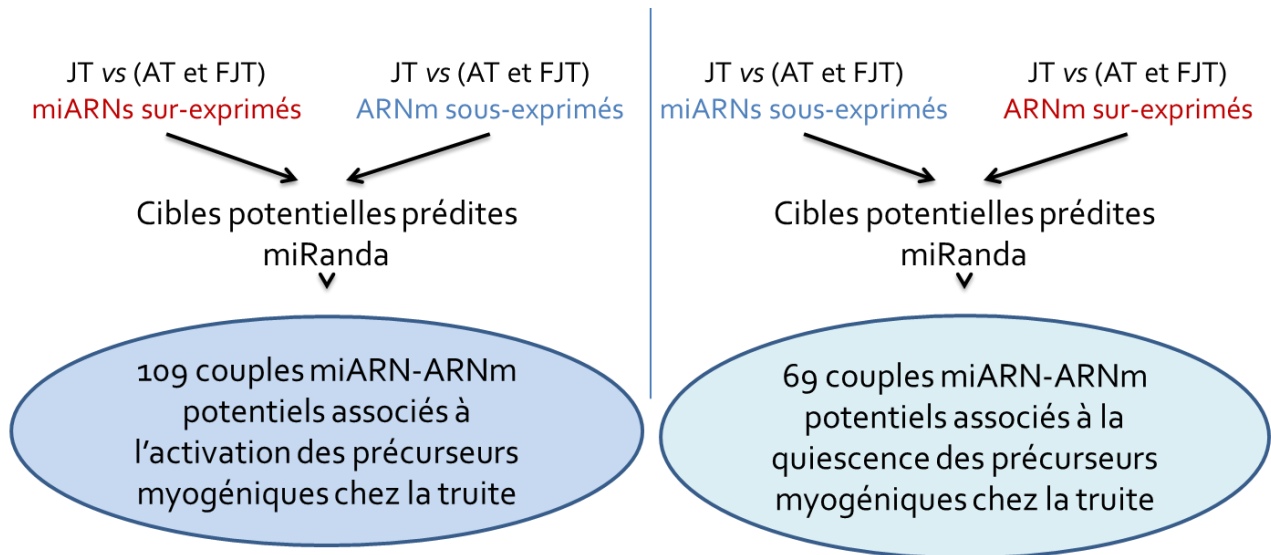 JT vs (AT et FJT)
miARNs sur-exprimés
JT vs (AT et FJT)
ARNm sous-exprimés
Cibles potentielles prédites
miRanda
109 couples miARN-ARNm
potentiels associés à
l'activation des précurseurs
myogéniques chez la truite
JT vs (AT et FJT)
miARNs sous-exprimés
JT vs (AT et FJT)
ARNm sur-exprimés
Cibles potentielles prédites
miRanda
69 couples miARN-ARNm
potentiels associés à la
quiescence des précurseurs
myogéniques chez la truite